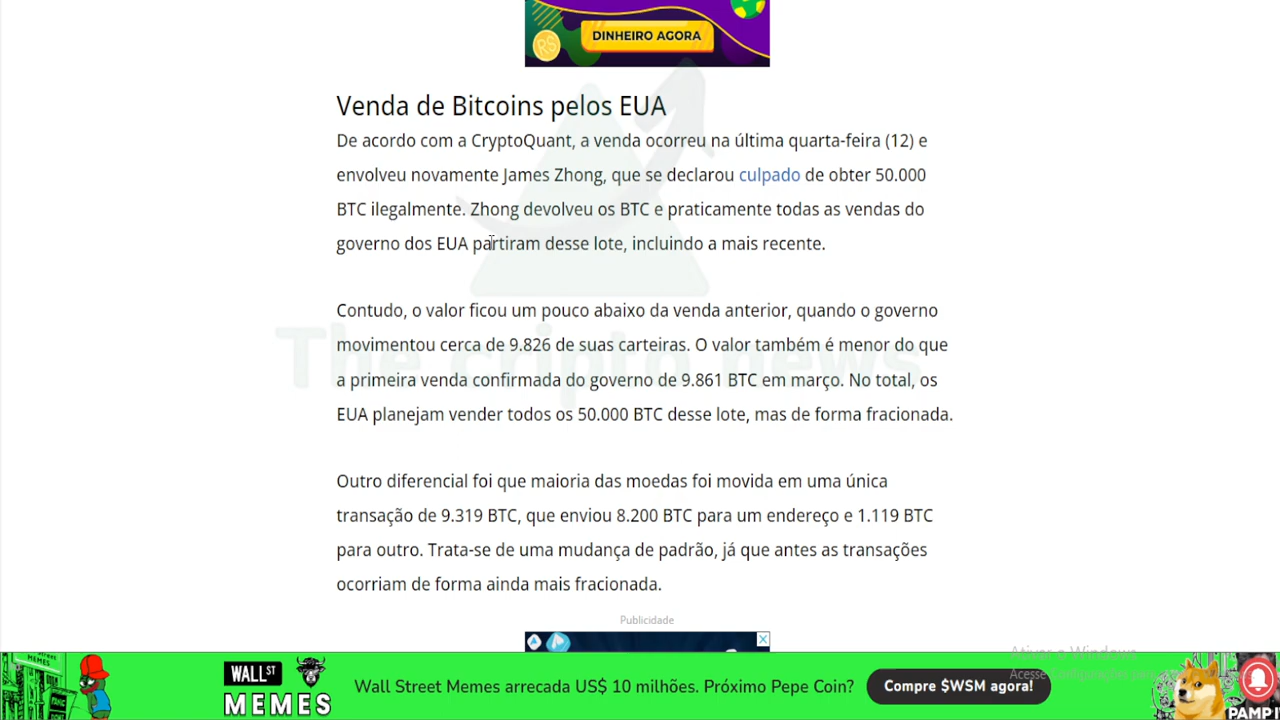 DINHEIRO AGORA
Venda de Bitcoins pelos EUA
De acordo com a CryptoQuant, a venda ocorreu na última quarta-feira (12) e
envolveu novamente James Zhong, que se declarou culpado de obter 50.000
BTC ilegalmente. Zhong devolveu os BTC e praticamente todas as vendas do
governo dos EUA partiram desse lote, incluindo a mais recente.
The cripto news
Contudo, o valor ficou um pouco abaixo da venda anterior, quando o governo
movimentou cerca de 9.826 de suas carteiras. O valor também é menor do que
a primeira venda confirmada do governo de 9.861 BTC em março. No total, os
EUA planejam vender todos os 50.000 BTC desse lote, mas de forma fracionada.
Outro diferencial foi que maioria das moedas foi movida em uma única
transação de 9.319 BTC, que enviou 8.200 BTC para um endereço e 1.119 BTC
para outro. Trata-se de uma mudança de padrão, já que antes as transações
ocorriam de forma ainda mais fracionada.
Publicidade
Ativar o Windows
WALL ST
MEMES
Wall Street Memes arrecada US$ 10 milhões. Próximo Pepe Coin?
Compre $WSM agora!